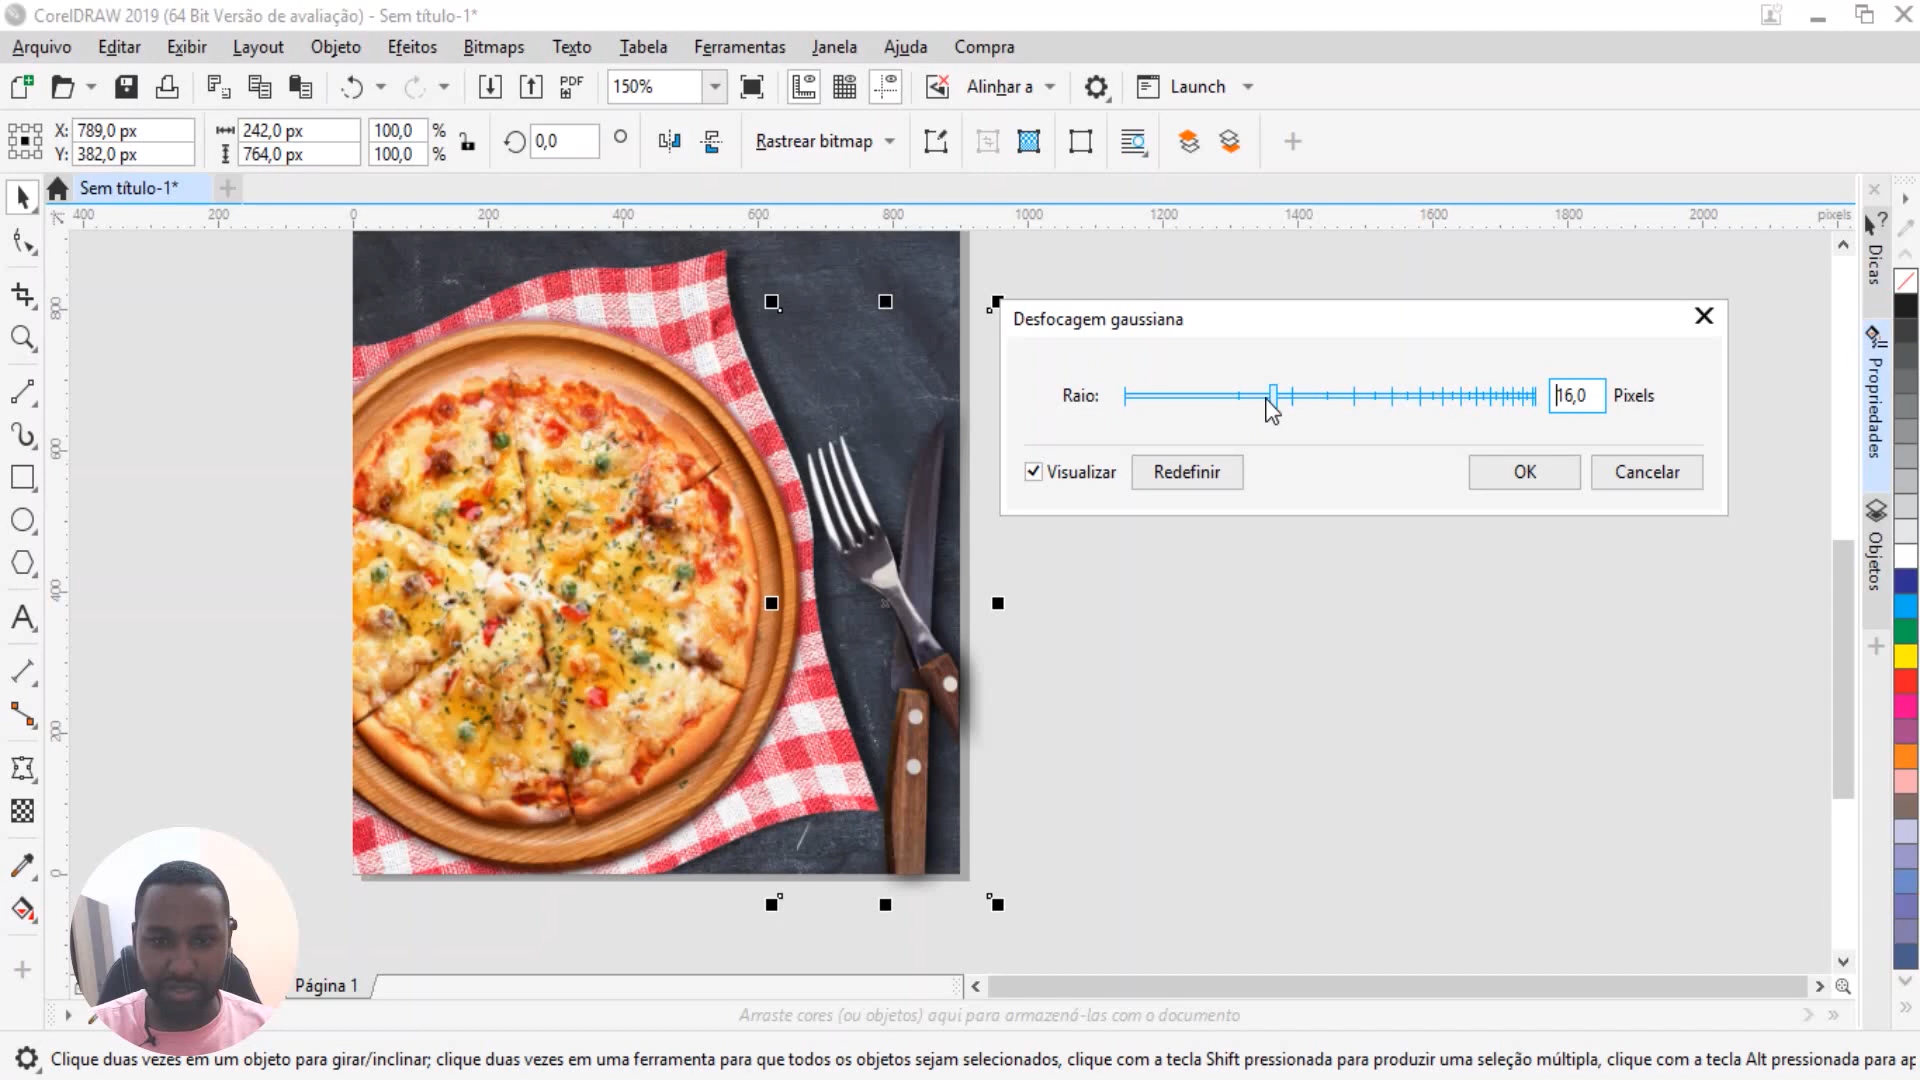 CorelDRAW 2019 (64 Bit Versão de avaliação) - Sem título-1*
Arquivo Editar Exibir Layout Objeto Efeitos Bitmaps Texto Tabela Ferramentas Janela Ajuda Compra
PDF 150% Alinhar a Launch
X: 789,0 px 242,0 px 100,0 % 0,0 Rastrear bitmap
Y: 382,0 px 764,0 px 100,0 %
Sem título-1*
400 200 0 200 400 600 800 1000 1200 1400 1600 1800 2000 pixels
800
600
400
200
0
Desfocagem gaussiana
Raio: 16,0 Pixels
Visualizar Redefinir OK Cancelar
Dicas
Propriedades
Objetos
Página 1
Arraste cores (ou objetos) aqui para armazená-las com o documento
Clique duas vezes em um objeto para girar/inclinar; clique duas vezes em uma ferramenta para que todos os objetos sejam selecionados, clique com a tecla Shift pressionada para produzir uma seleção múltipla, clique com a tecla Alt pressionada para ap